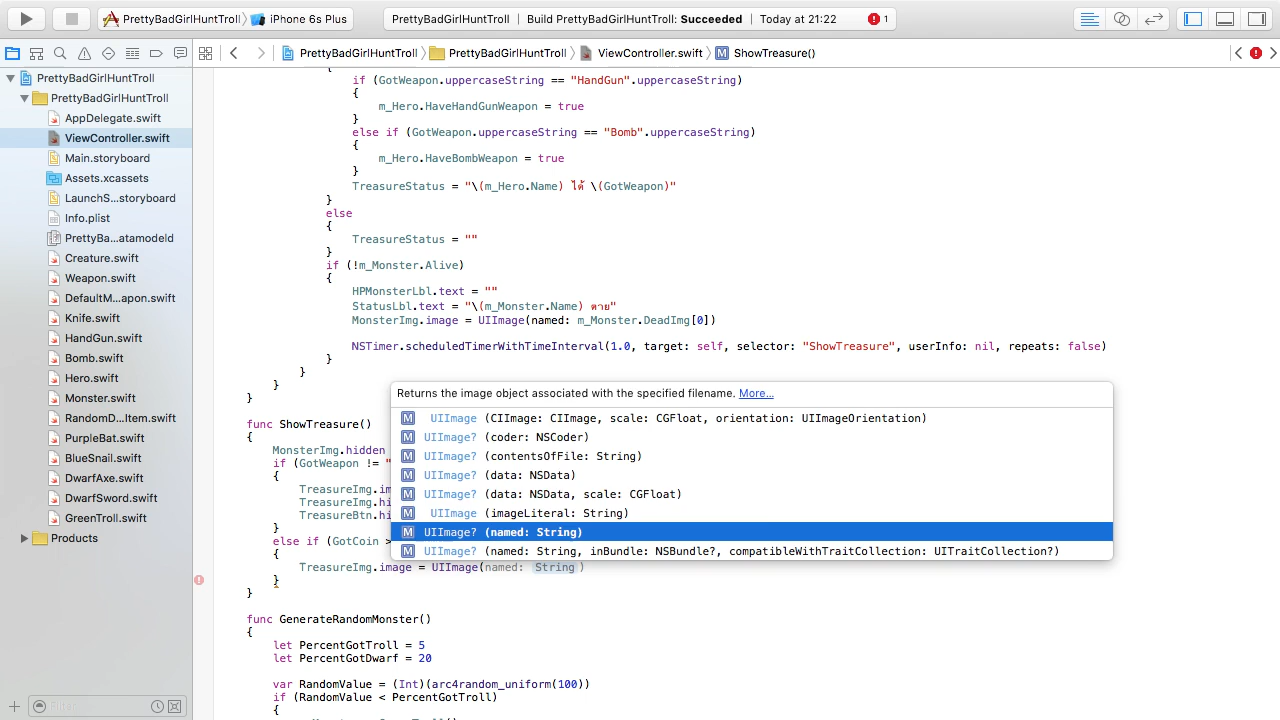 PrettyBadGirlHuntTroll iPhone 6s Plus PrettyBadGirlHuntTroll Build PrettyBadGirlHuntTroll: Succeeded Today at 21:22 1
PrettyBadGirlHuntTroll PrettyBadGirlHuntTroll ViewController.swift ShowTreasure()
PrettyBadGirlHuntTroll
PrettyBadGirlHuntTroll
AppDelegate.swift
ViewController.swift
Main.storyboard
Assets.xcassets
LaunchS...storyboard
Info.plist
PrettyBa...atamodeld
Creature.swift
Weapon.swift
DefaultM...apon.swift
Knife.swift
HandGun.swift
Bomb.swift
Hero.swift
Monster.swift
RandomD...Item.swift
PurpleBat.swift
BlueSnail.swift
DwarfAxe.swift
DwarfSword.swift
GreenTroll.swift
Products
Filter
{
if (GotWeapon.uppercaseString == "HandGun".uppercaseString)
{
m_Hero.HaveHandGunWeapon = true
}
else if (GotWeapon.uppercaseString == "Bomb".uppercaseString)
{
m_Hero.HaveBombWeapon = true
}
TreasureStatus = "\(m_Hero.Name) ได้ \(GotWeapon)"
}
else
{
TreasureStatus = ""
}
if (!m_Monster.Alive)
{
HPMonsterLbl.text = ""
StatusLbl.text = "\(m_Monster.Name) ตาย"
MonsterImg.image = UIImage(named: m_Monster.DeadImg[0])
NSTimer.scheduledTimerWithTimeInterval(1.0, target: self, selector: "ShowTreasure", userInfo: nil, repeats: false)
}
}
}
}
func ShowTreasure()
{
MonsterImg.hidden
if (GotWeapon != "
{
TreasureImg.im
TreasureImg.hi
TreasureBtn.hi
}
else if (GotCoin >
{
TreasureImg.image = UIImage(named: String)
}
}
func GenerateRandomMonster()
{
let PercentGotTroll = 5
let PercentGotDwarf = 20
var RandomValue = (Int)(arc4random_uniform(100))
if (RandomValue < PercentGotTroll)
{
Returns the image object associated with the specified filename. More...
M UIImage (CIImage: CIImage, scale: CGFloat, orientation: UIImageOrientation)
M UIImage? (coder: NSCoder)
M UIImage? (contentsOfFile: String)
M UIImage? (data: NSData)
M UIImage? (data: NSData, scale: CGFloat)
M UIImage (imageLiteral: String)
M UIImage? (named: String)
M UIImage? (named: String, inBundle: NSBundle?, compatibleWithTraitCollection: UITraitCollection?)